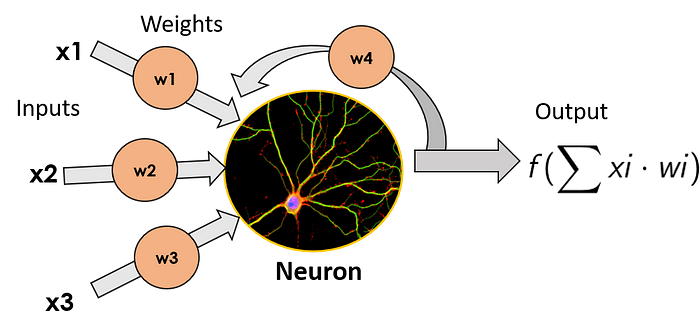 Weights
x1
w1
w4
Inputs
Output
x2
w2
f(∑ xi · wi)
w3
Neuron
x3